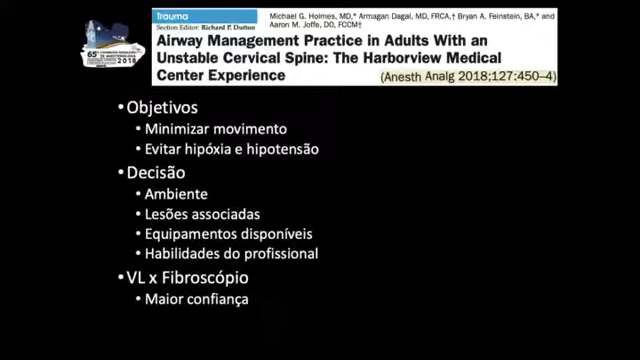 Trauma
Section Editor: Richard P. Dutton
Michael G. Holmes, MD,* Armagan Dagal, MD, FRCA,† Bryan A. Feinstein, BA,* and
Aaron M. Joffe, DO, FCCM†
Airway Management Practice in Adults With an
Unstable Cervical Spine: The Harborview Medical
Center Experience
(Anesth Analg 2018;127:450–4)
65
2018
• Objetivos
• Minimizar movimento
• Evitar hipóxia e hipotensão
• Decisão
• Ambiente
• Lesões associadas
• Equipamentos disponíveis
• Habilidades do profissional
• VL x Fibroscópio
• Maior confiança